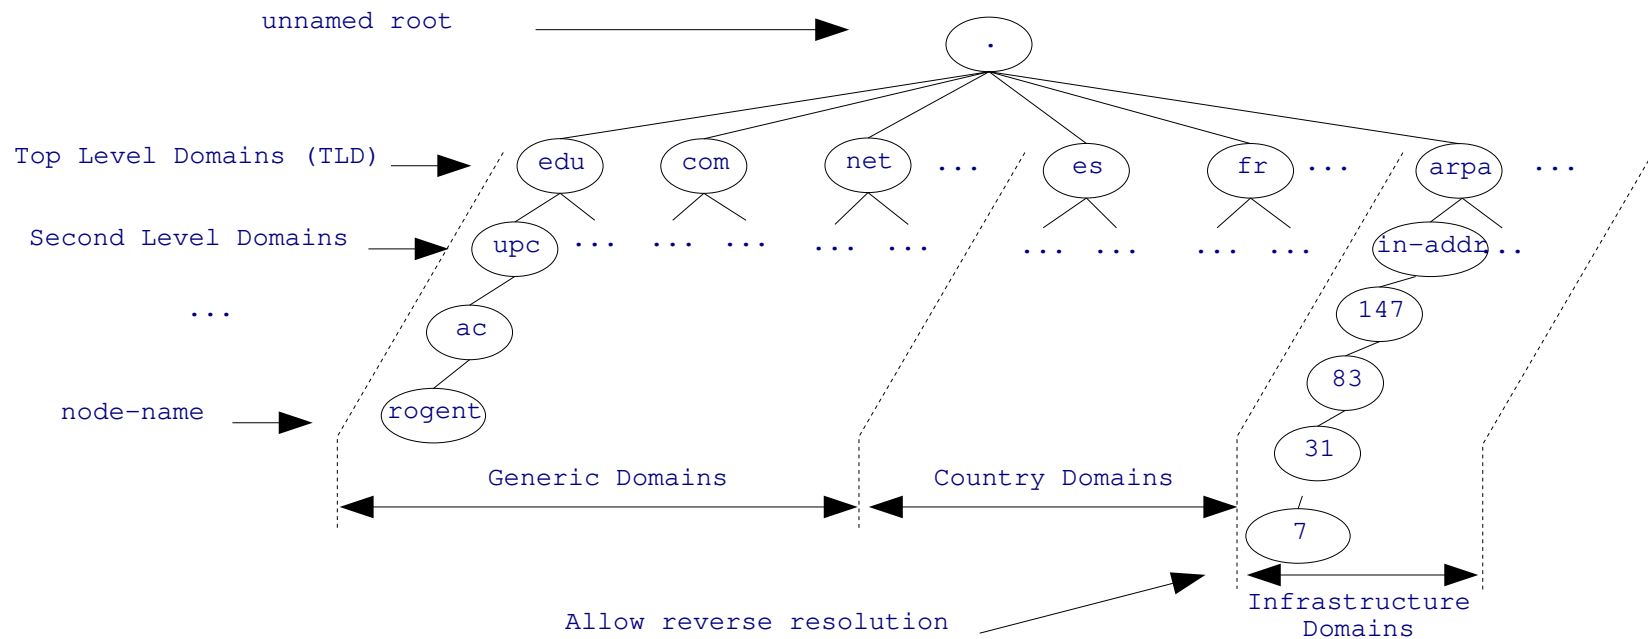 unnamed root
.
Top Level Domains (TLD)
edu com net ... es fr ... arpa ...
Second Level Domains
upc ... ... ... ... ... ... ... ... ... in-addr ...
...
ac
147
83
node-name
rogent
31
Generic Domains
Country Domains
7
Allow reverse resolution
Infrastructure
Domains